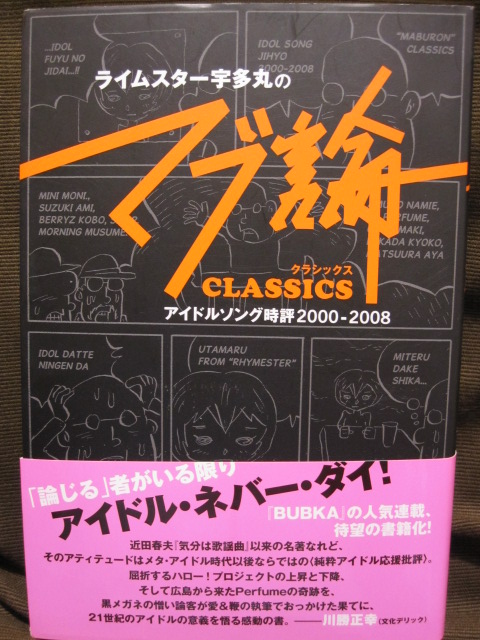 ...IDOL
FUYU NO
JIDAI...!!
IDOL SONG
JIHYO
2000-2008
"MABURON"
CLASSICS
ライムスター宇多丸の
マブ論
クラシックス
CLASSICS
アイドルソング時評2000-2008
MINI MONI.,
SUZUKI AMI,
BERRYZ KOBO,
MORNING MUSUME
NAMIE,
MAKI,
KYOKO,
AYA
IDOL DATTE
NINGEN DA
UTAMARU
FROM "RHYMESTER"
MITERU
DAKE
SHIKA...
「論じる」者がいる限り
アイドル・ネバー・ダイ!
『BUBKA』の人気連載、
待望の書籍化!
近田春夫『気分は歌謡曲』以来の名著なれど、
そのアティテュードはメタ・アイドル時代以後ならではの〈純粋アイドル応援批評〉。
屈折するハロー!プロジェクトの上昇と下降、
そして広島から来たPerfumeの奇跡を、
黒メガネの憎い論客が愛&鞭の執筆でおっかけた果てに、
21世紀のアイドルの意義を悟る感動の書。――川勝正幸(文化デリック)